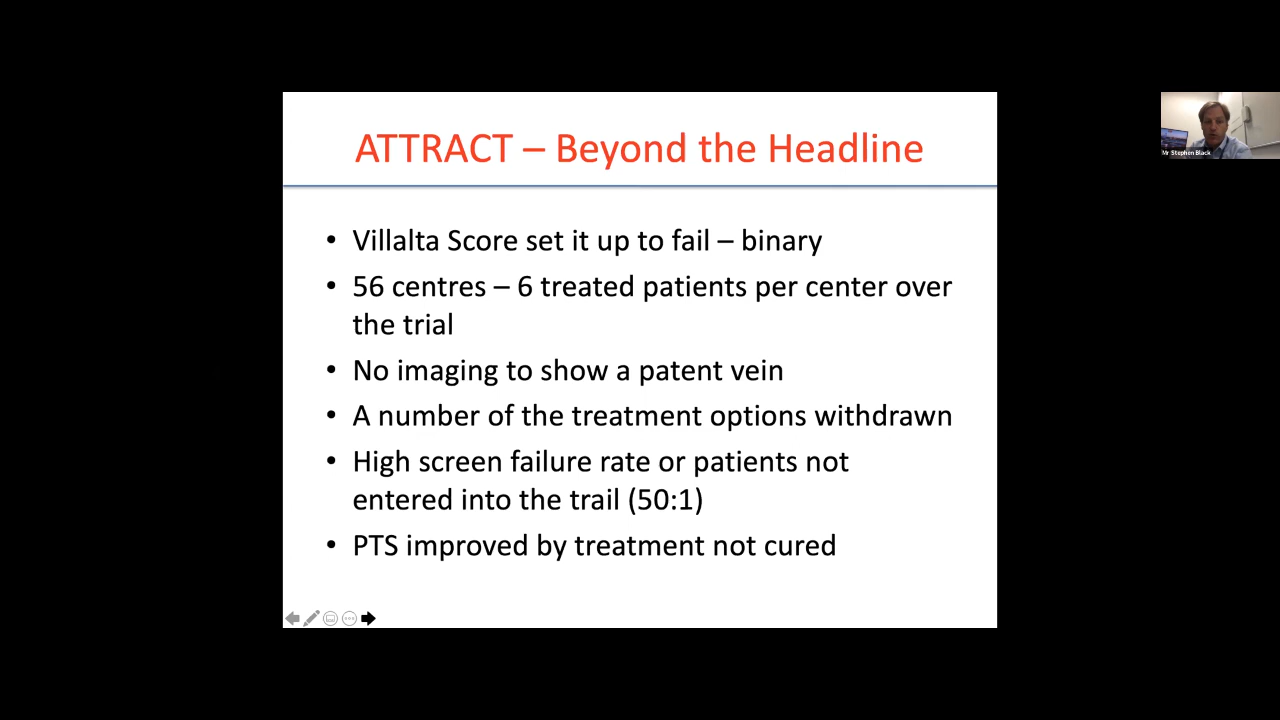 ATTRACT – Beyond the Headline
Mr Stephen Black
• Villalta Score set it up to fail – binary
• 56 centres – 6 treated patients per center over
the trial
• No imaging to show a patent vein
• A number of the treatment options withdrawn
• High screen failure rate or patients not
entered into the trail (50:1)
• PTS improved by treatment not cured